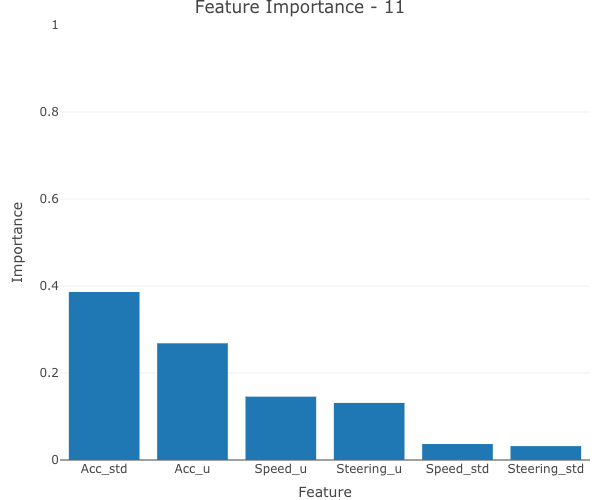 Feature Importance - 11
1
0.8
0.6
0.4
0.2
0
Importance
Acc_std Acc_u Speed_u Steering_u Speed_std Steering_std
Feature